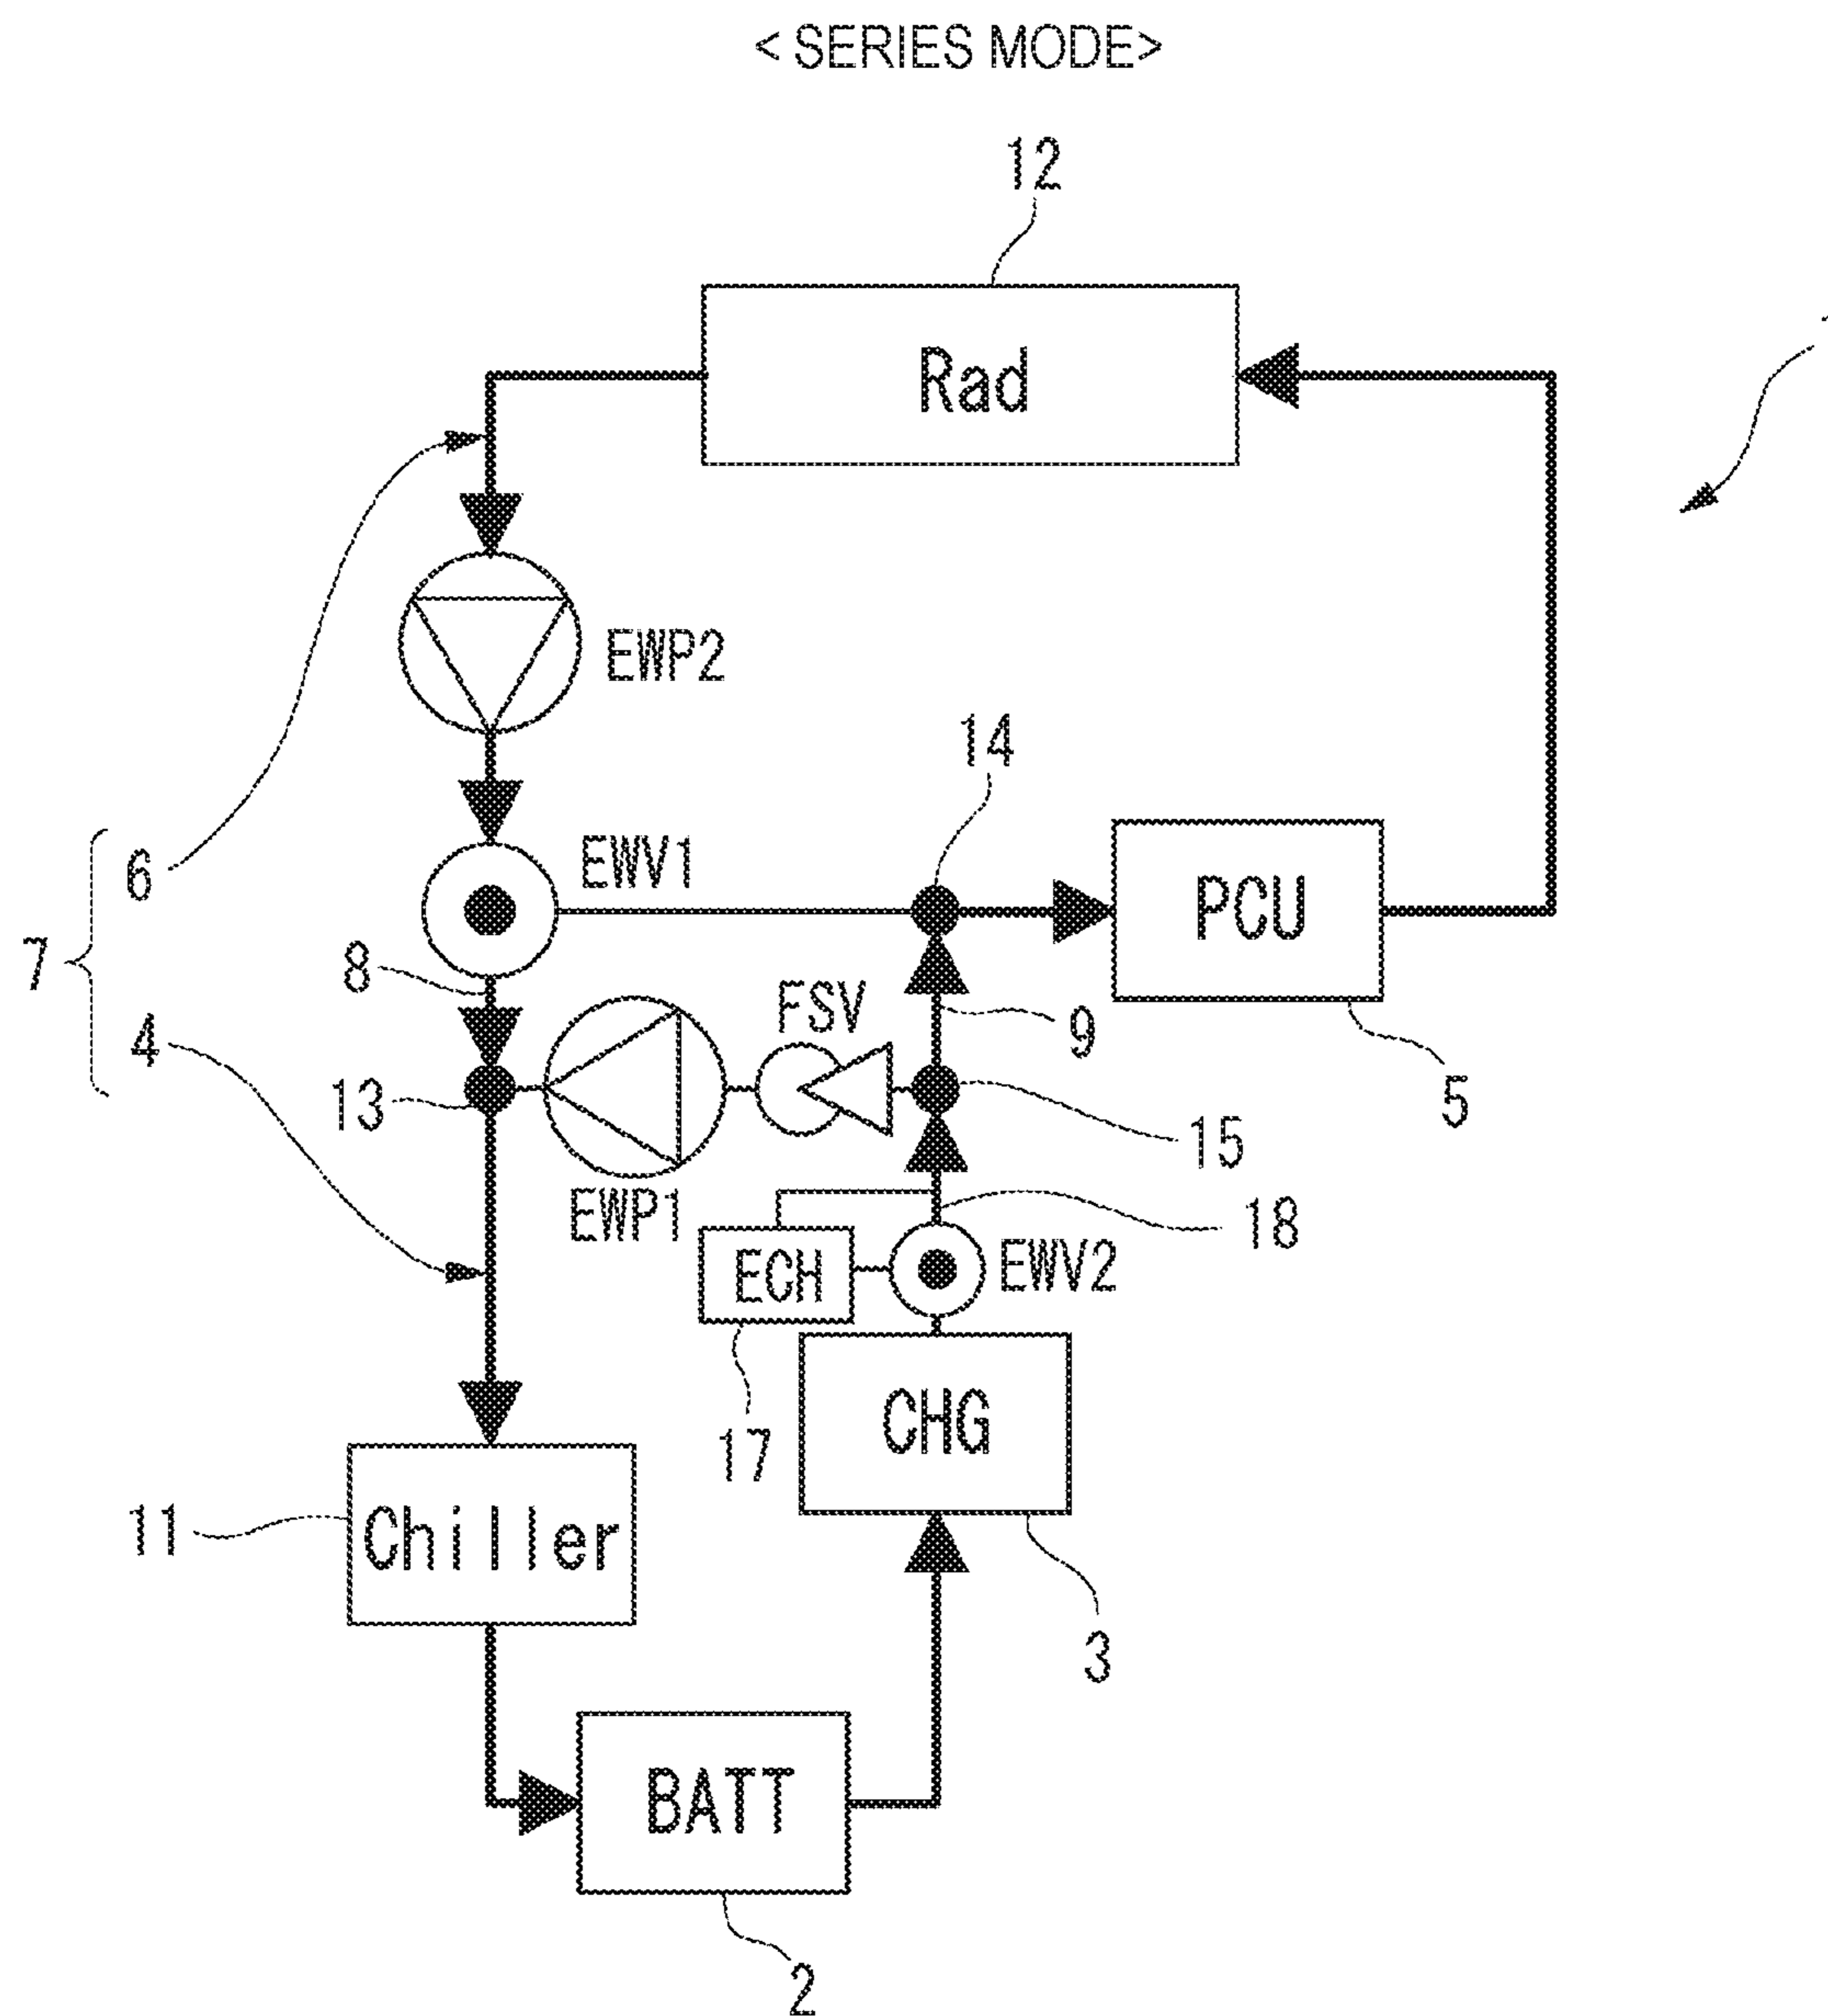 < SERIES MODE>
12
Rad
EWP2
14
6
EWV1
PCU
7
8
FSV
9
4
13
5
15
EWP1
18
ECH
EWV2
17
CHG
11
Chiller
3
BATT
2